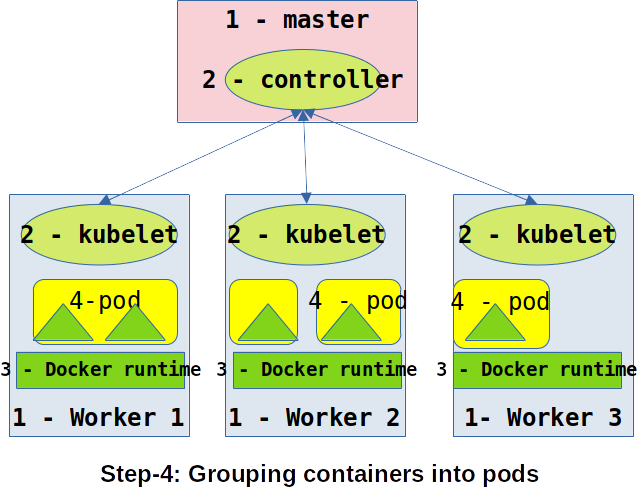 1 - master
2 - controller
2 - kubelet
2 - kubelet
2 - kubelet
4-pod
4 - pod
4 - pod
3 - Docker runtime
3 - Docker runtime
3 - Docker runtime
1 - Worker 1
1 - Worker 2
1- Worker 3
Step-4: Grouping containers into pods